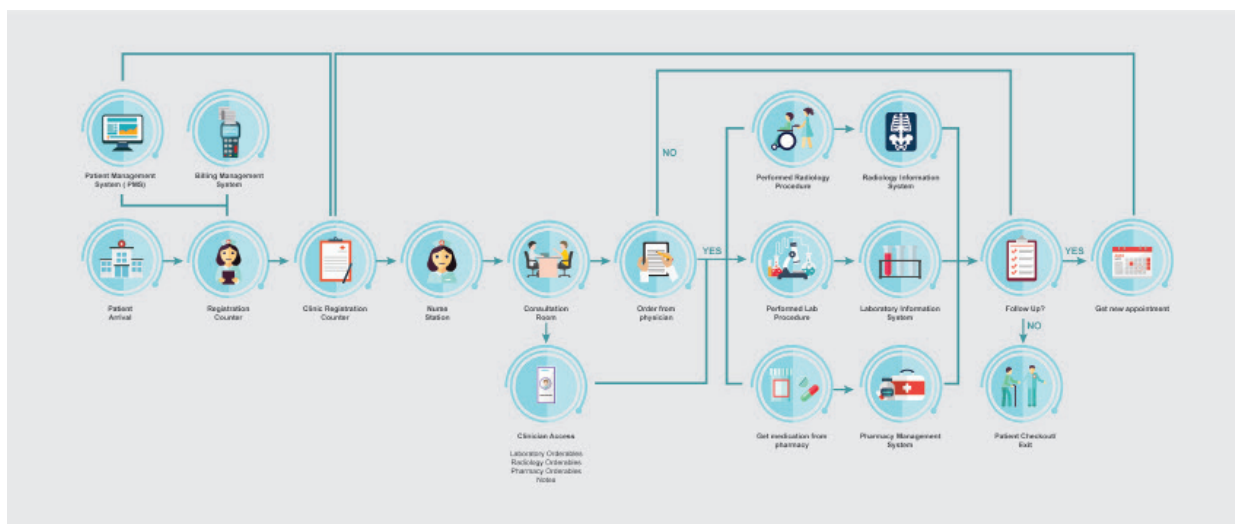 Patient Management
System ( PMS)
Billing Management
System
NO
Performed Radiology
Procedure
Radiology Information
System
YES
YES
Patient
Arrival
Registration
Counter
Clinic Registration
Counter
Nurse
Station
Consultation
Room
Order from
physician
Performed Lab
Procedure
Laboratory Information
System
Follow Up?
Get new appointment
NO
Clinician Access
Laboratory Orderables
Radiology Orderables
Pharmacy Orderables
Notes
Get medication from
pharmacy
Pharmacy Management
System
Patient Checkout/
Exit